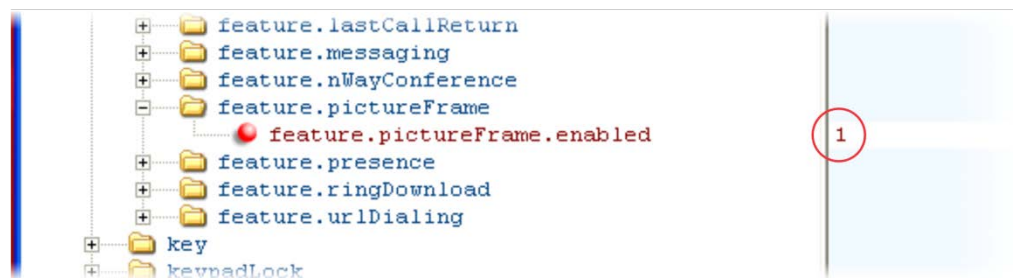 feature.lastCallReturn
feature.messaging
feature.nWayConference
feature.pictureFrame
feature.pictureFrame.enabled 1
feature.presence
feature.ringDownload
feature.urlDialing
key
keypadLock